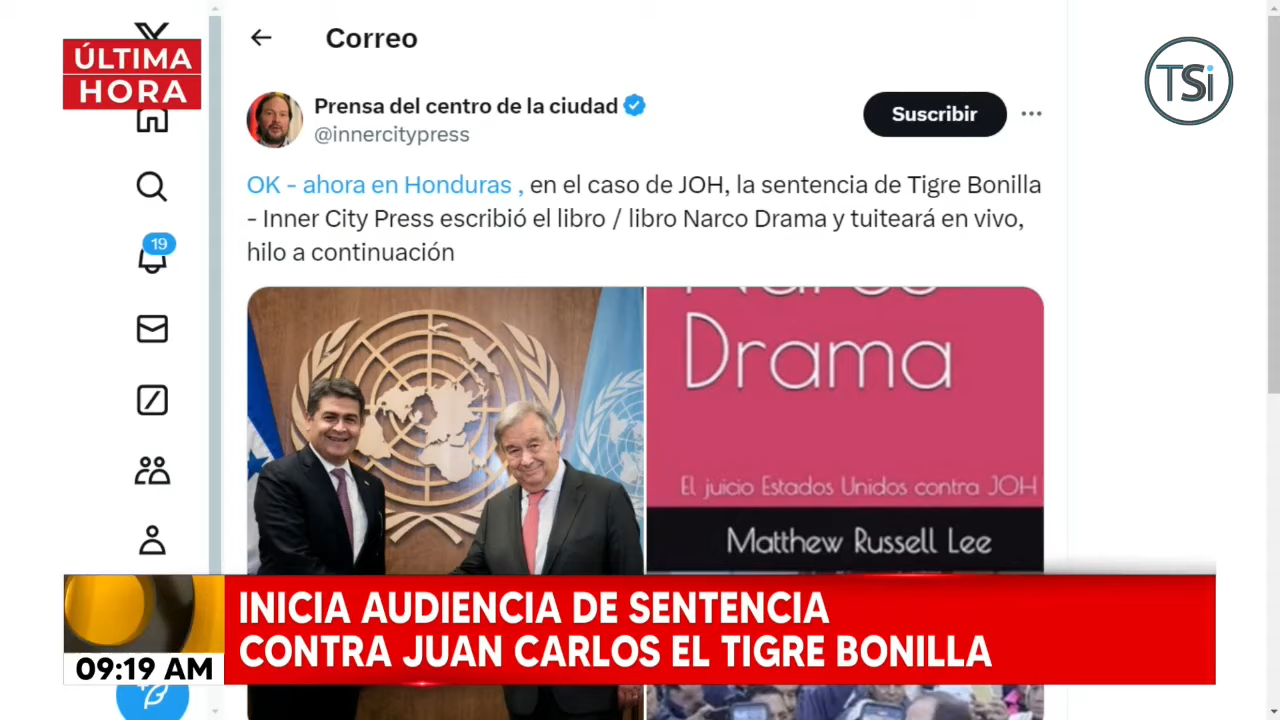 Correo
ÚLTIMA
HORA
TSi
Prensa del centro de la ciudad
@innercitypress
Suscribir
OK - ahora en Honduras , en el caso de JOH, la sentencia de Tigre Bonilla
- Inner City Press escribió el libro / libro Narco Drama y tuiteará en vivo,
hilo a continuación
19
Narco
Drama
El juicio Estados Unidos contra JOH
Matthew Russell Lee
INICIA AUDIENCIA DE SENTENCIA
CONTRA JUAN CARLOS EL TIGRE BONILLA
09:19 AM